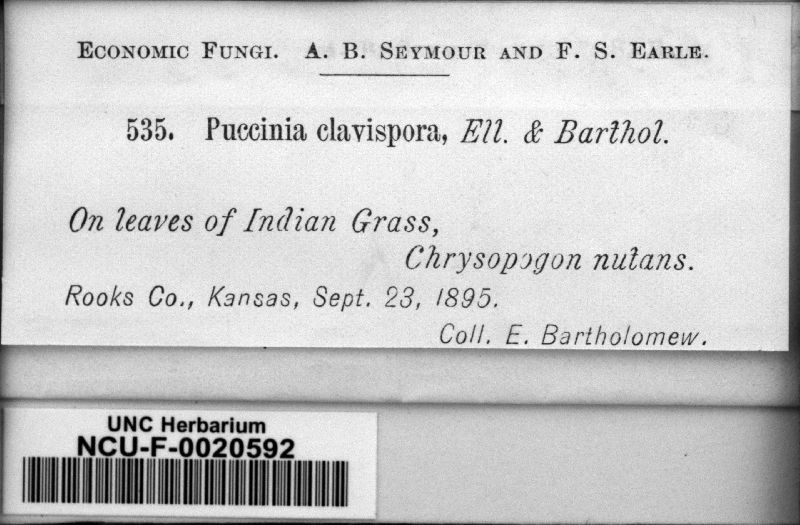 ECONOMIC FUNGI. A. B. SEYMOUR AND F. S. EARLE.
535. Puccinia clavispora, Ell. & Barthol.
On leaves of Indian Grass,
Chrysopogon nutans.
Rooks Co., Kansas, Sept. 23, 1895.
Coll. E. Bartholomew.
UNC Herbarium
NCU-F-0020592